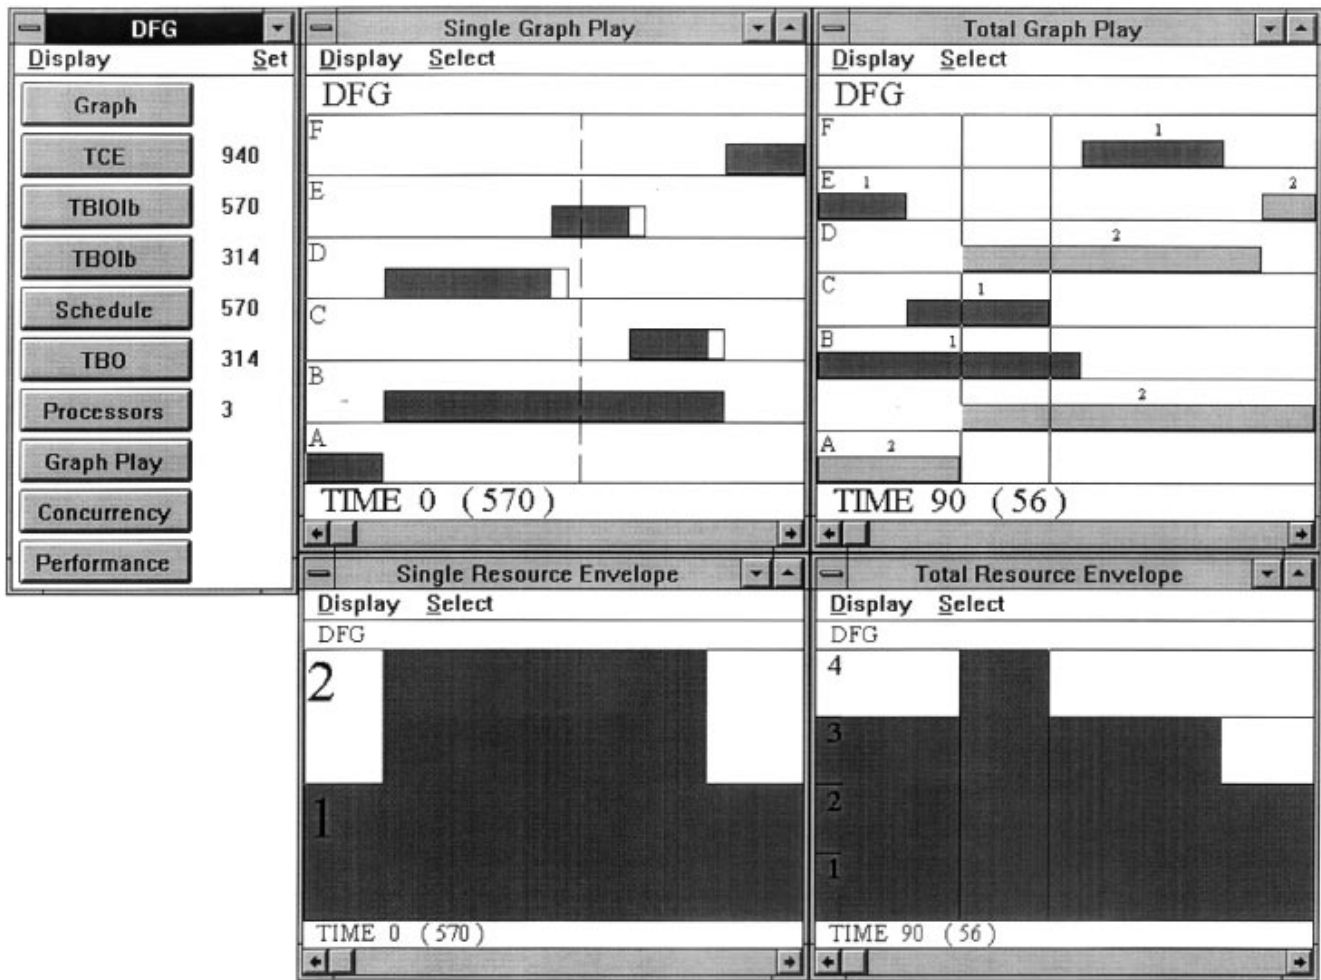 DFG
Display Set
Graph
TCE 940
TBIOlb 570
TBOlb 314
Schedule 570
TBO 314
Processors 3
Graph Play
Concurrency
Performance
Single Graph Play
Display Select
DFG
F
E
D
C
B
A
TIME 0 (570)
Total Graph Play
Display Select
DFG
F 1
E 1 2
D 2
C 1
B 1
2
A 2
TIME 90 (56)
Single Resource Envelope
Display Select
DFG
2
1
TIME 0 (570)
Total Resource Envelope
Display Select
DFG
4
3
2
1
TIME 90 (56)